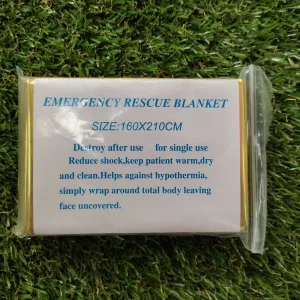 EMERGENCY RESCUE BLANKET
SIZE:160X210CM
Destroy after use for single use
Reduce shock,keep patient warm,dry
and clean.Helps against hypothermia,
simply wrap around total body leaving
face uncovered.